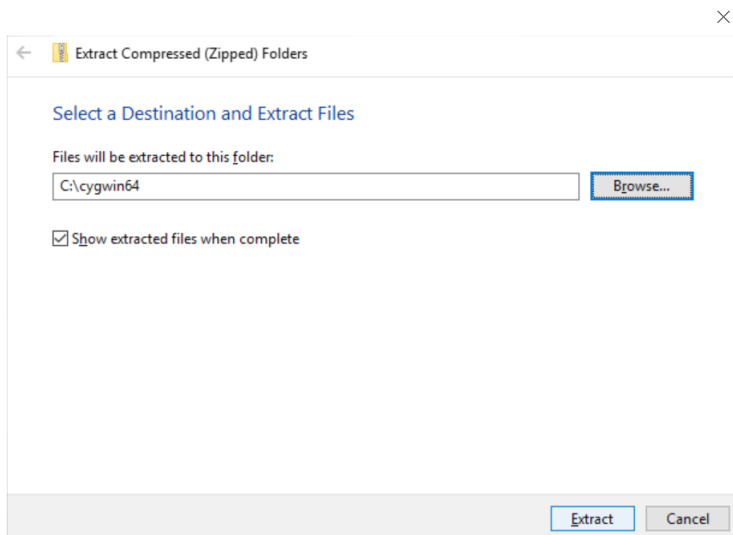 Extract Compressed (Zipped) Folders
Select a Destination and Extract Files
Files will be extracted to this folder:
C:\cygwin64
Browse...
Show extracted files when complete
Extract
Cancel